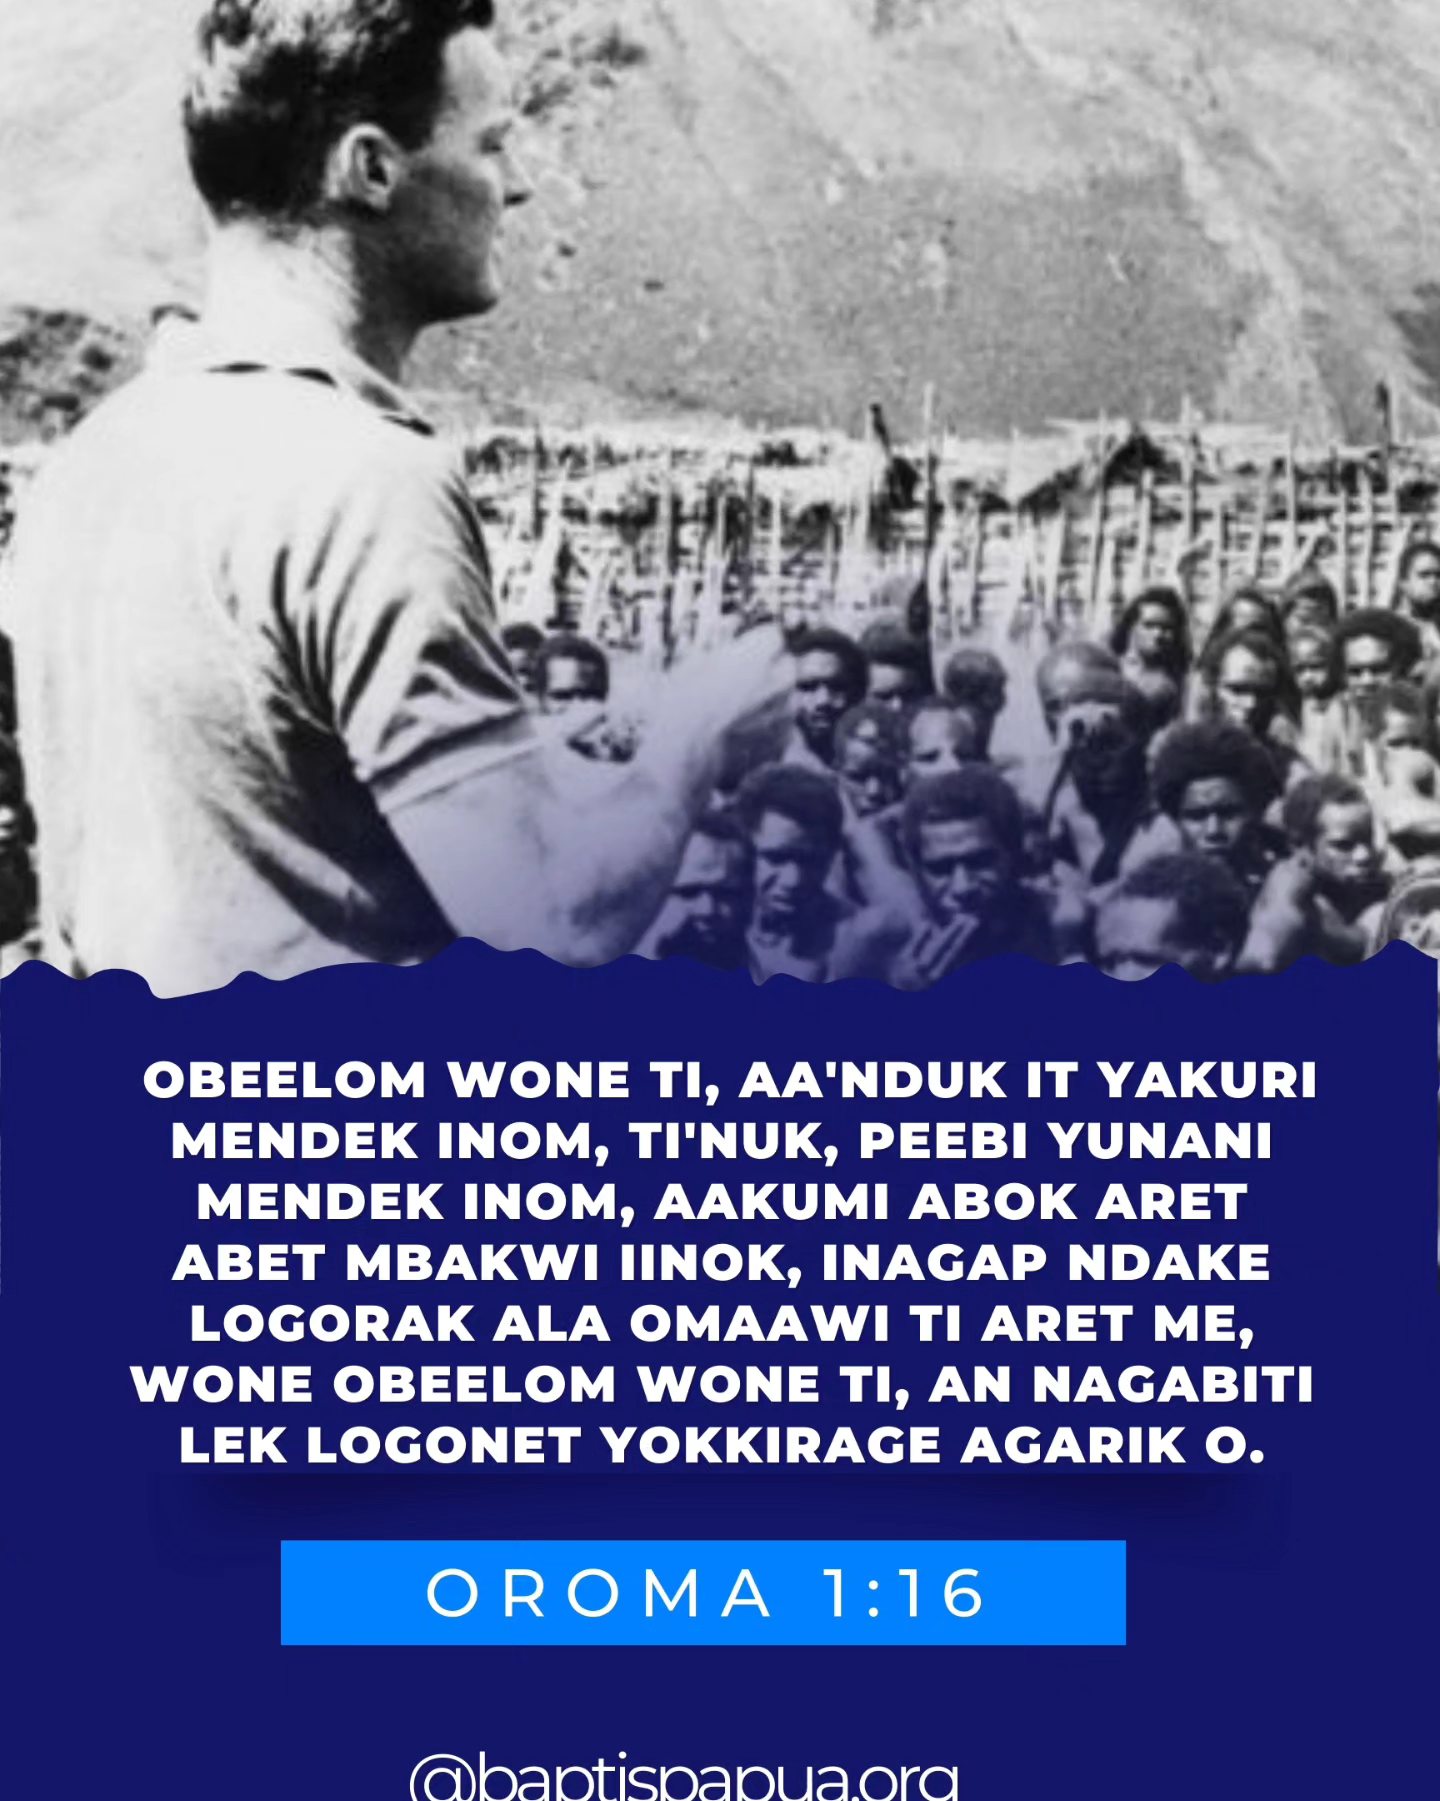 OBEELOM WONE TI, AA'NDUK IT YAKURI
MENDEK INOM, TI'NUK, PEEBI YUNANI
MENDEK INOM, AAKUMI ABOK ARET
ABET MBAKWI IINOK, INAGAP NDAKE
LOGORAK ALA OMAAWI TI ARET ME,
WONE OBEELOM WONE TI, AN NAGABITI
LEK LOGONET YOKKIRAGE AGARIK O.
OROMA 1:16
@baptispapua.org